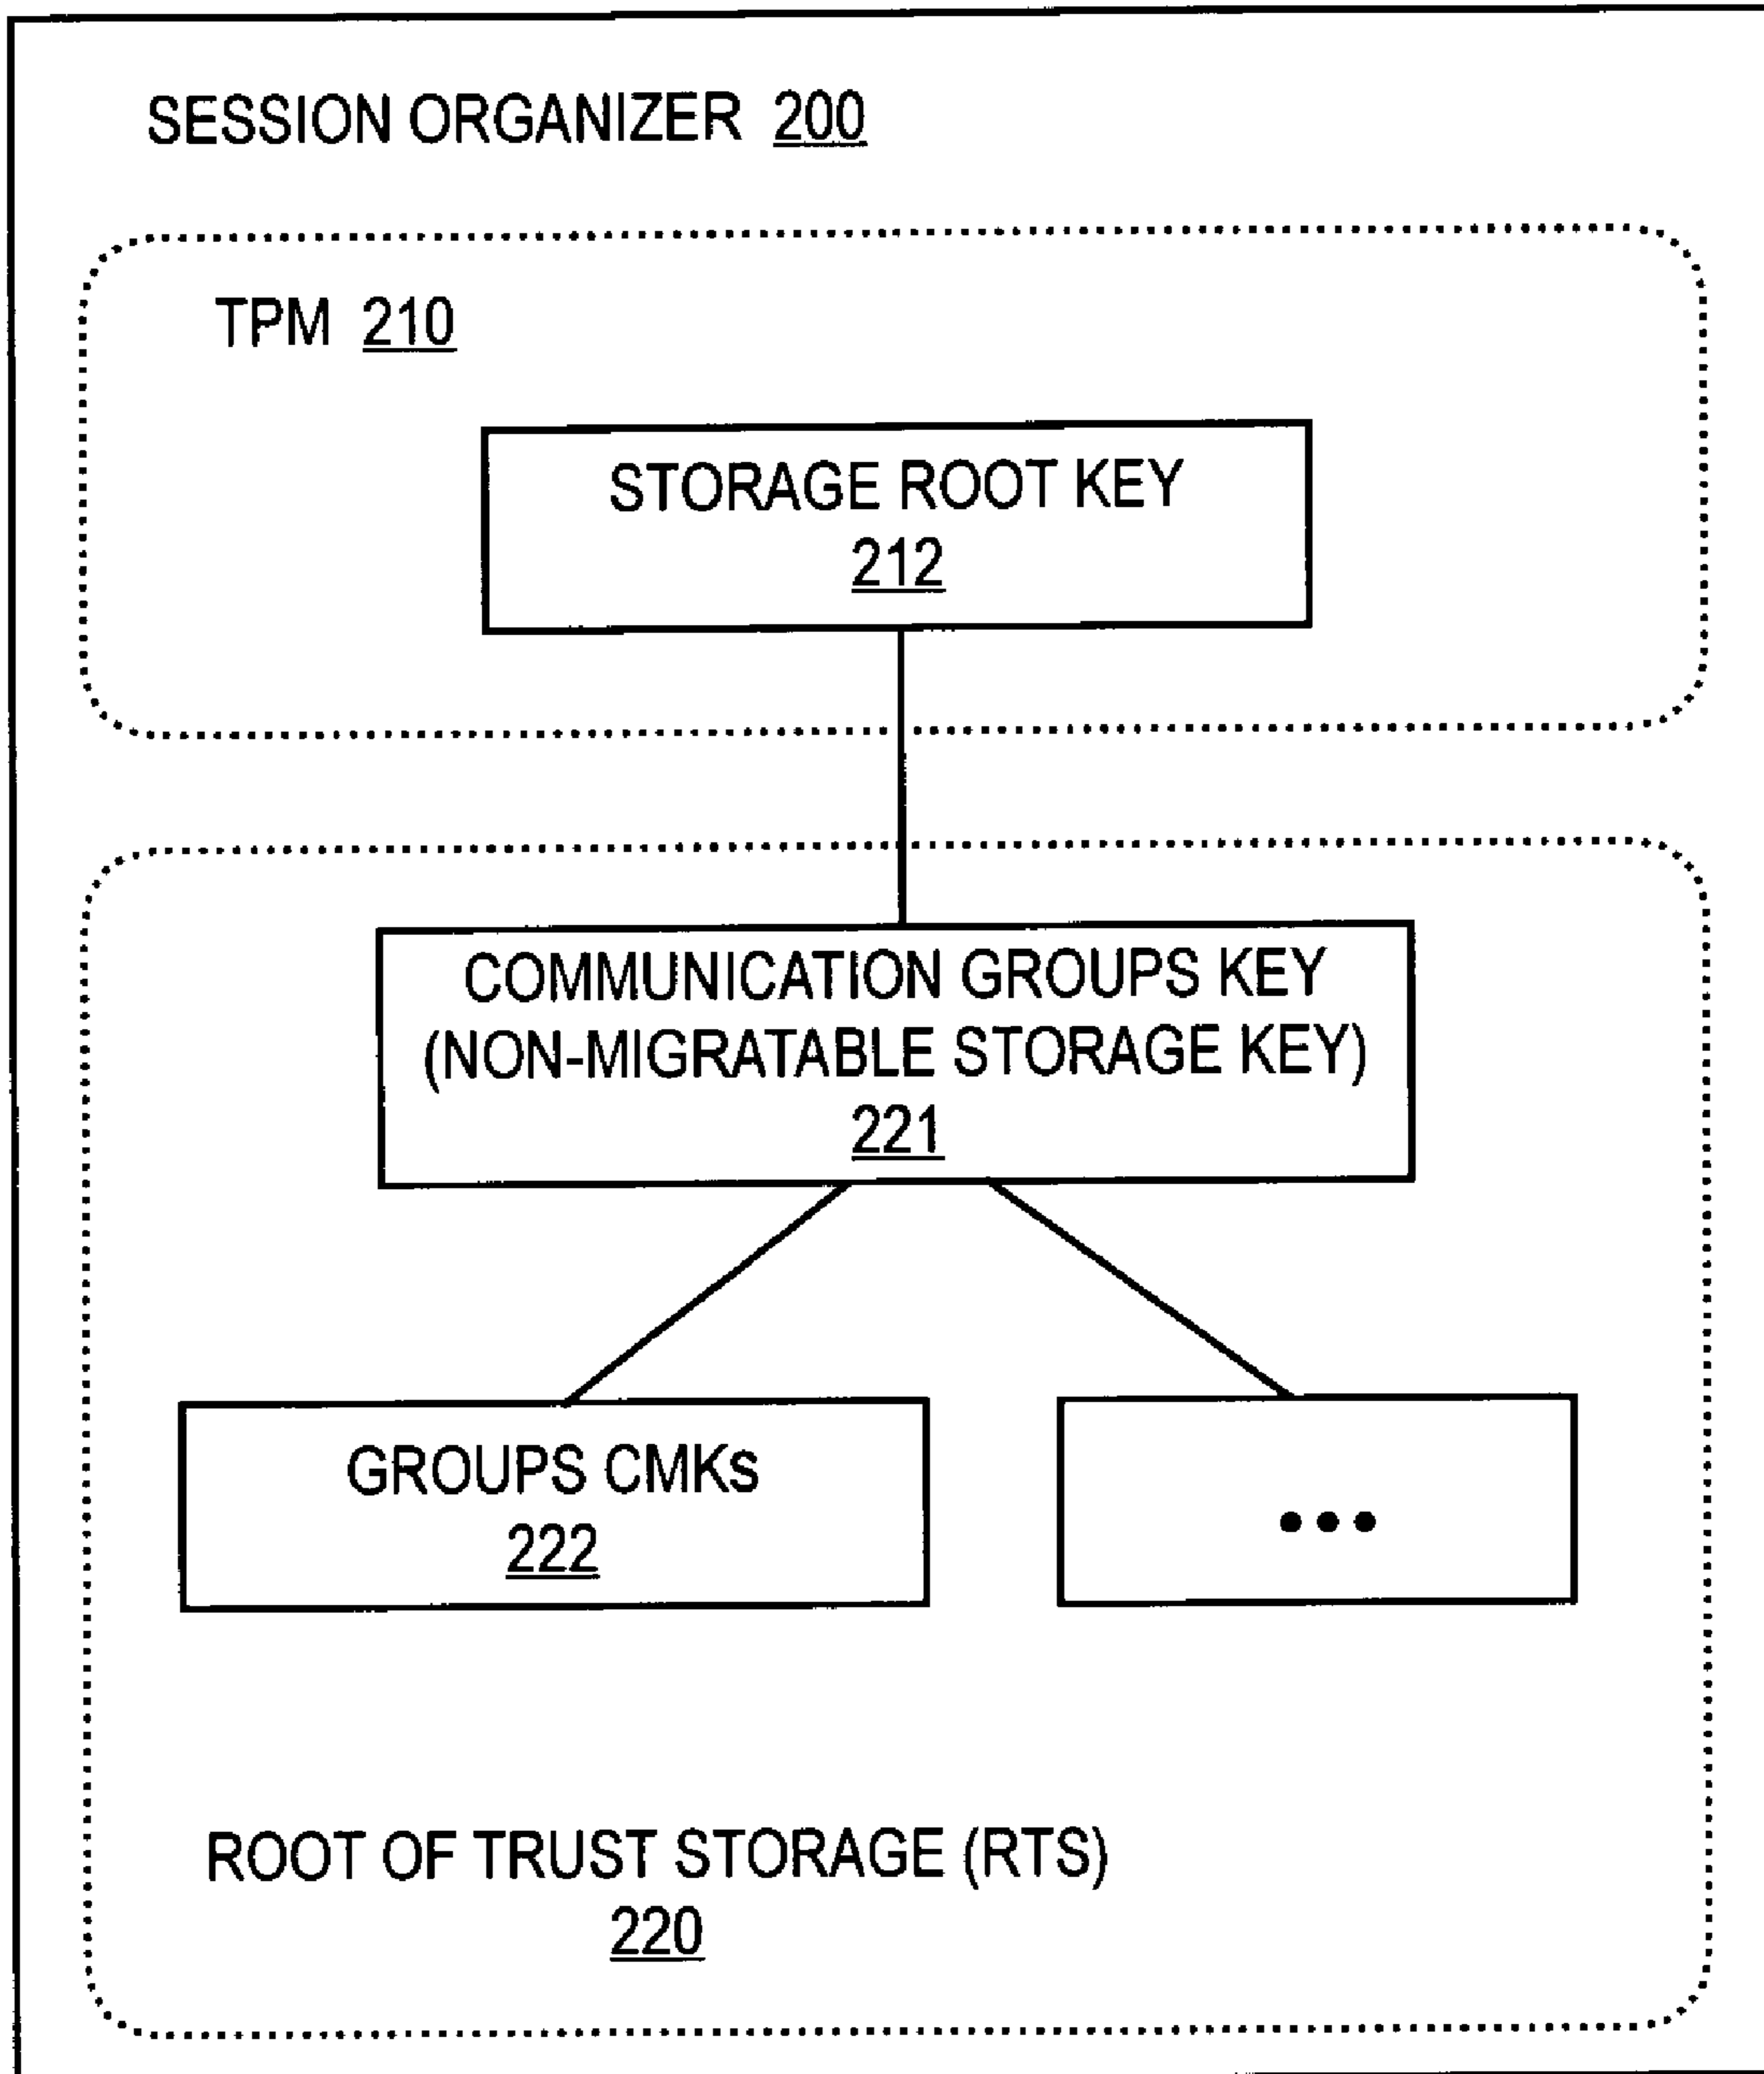 SESSION ORGANIZER 200
TPM 210
STORAGE ROOT KEY
212
COMMUNICATION GROUPS KEY
(NON-MIGRATABLE STORAGE KEY)
221
GROUPS CMKs
222
•••
ROOT OF TRUST STORAGE (RTS)
220